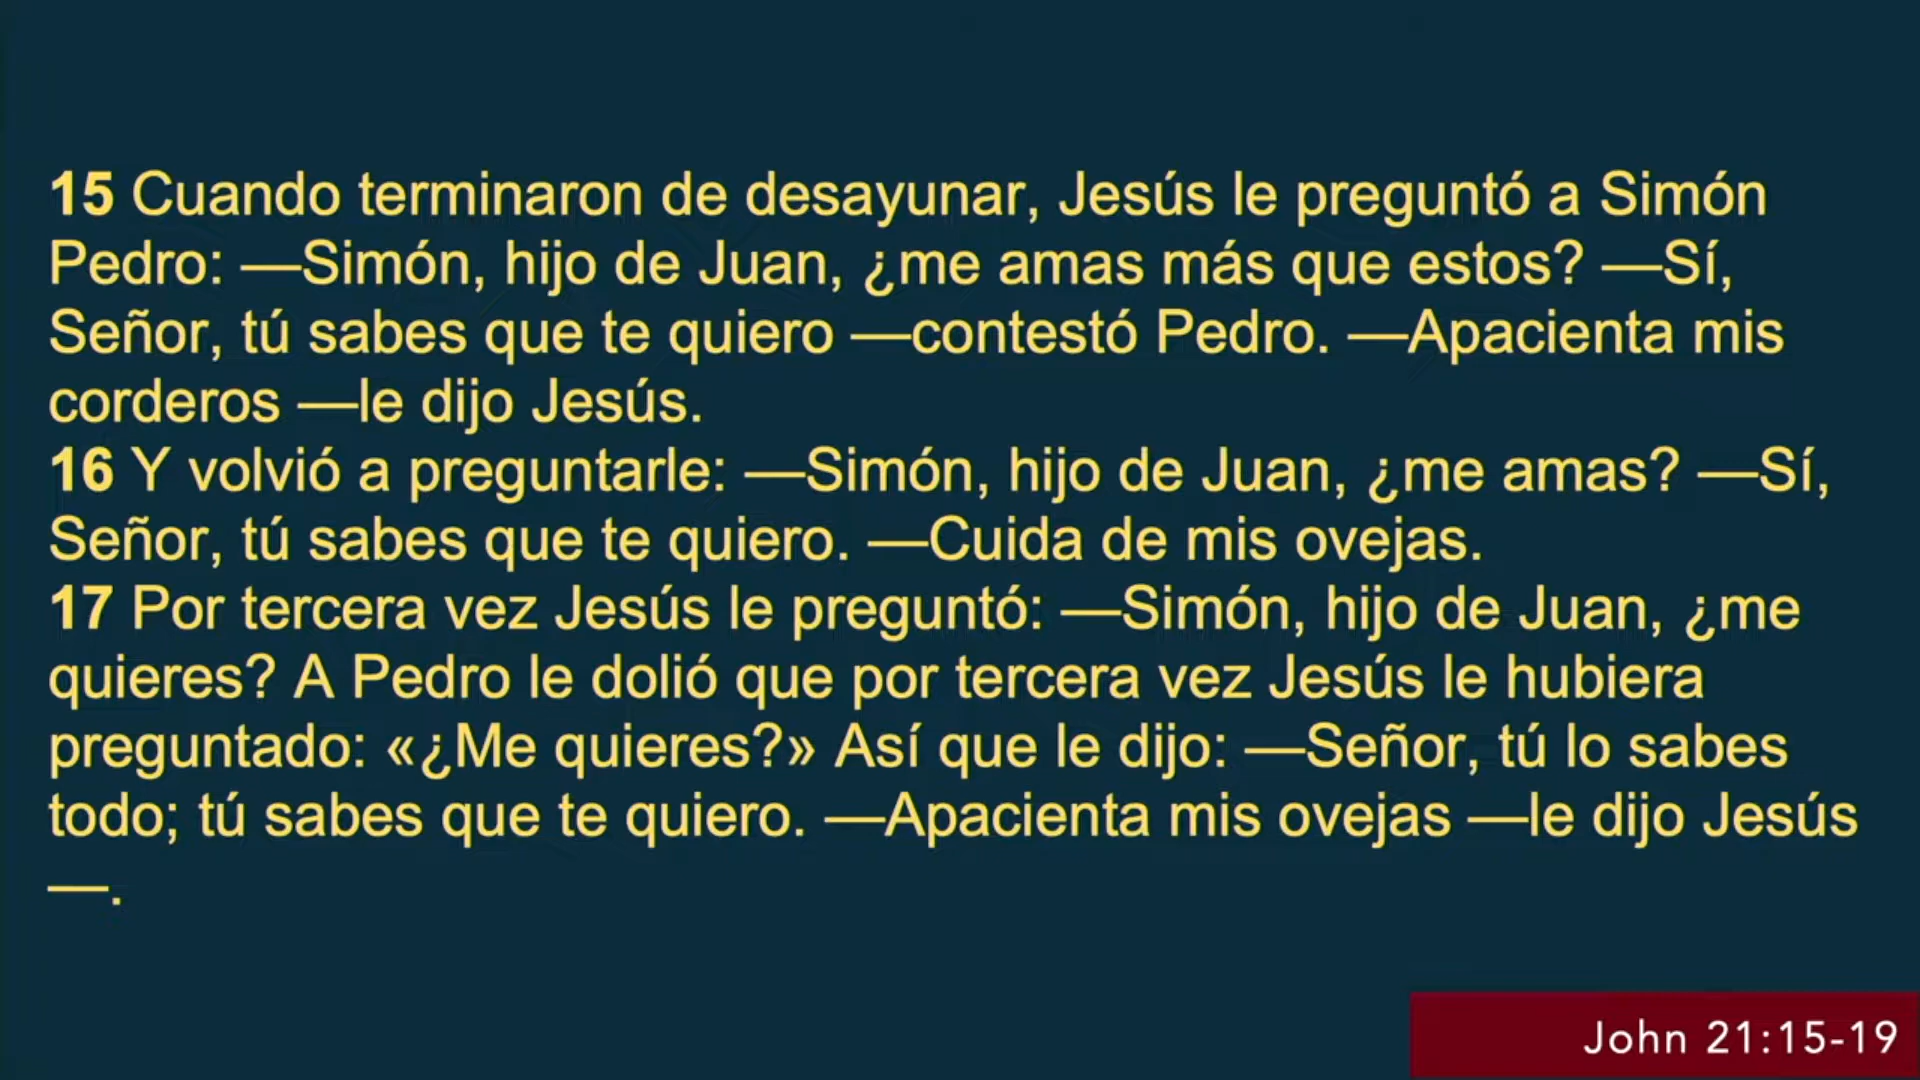 15 Cuando terminaron de desayunar, Jesús le preguntó a Simón
Pedro: —Simón, hijo de Juan, ¿me amas más que estos? —Sí,
Señor, tú sabes que te quiero —contestó Pedro. —Apacienta mis
corderos —le dijo Jesús.
16 Y volvió a preguntarle: —Simón, hijo de Juan, ¿me amas? —Sí,
Señor, tú sabes que te quiero. —Cuida de mis ovejas.
17 Por tercera vez Jesús le preguntó: —Simón, hijo de Juan, ¿me
quieres? A Pedro le dolió que por tercera vez Jesús le hubiera
preguntado: «¿Me quieres?» Así que le dijo: —Señor, tú lo sabes
todo; tú sabes que te quiero. —Apacienta mis ovejas —le dijo Jesús
—.
John 21:15-19